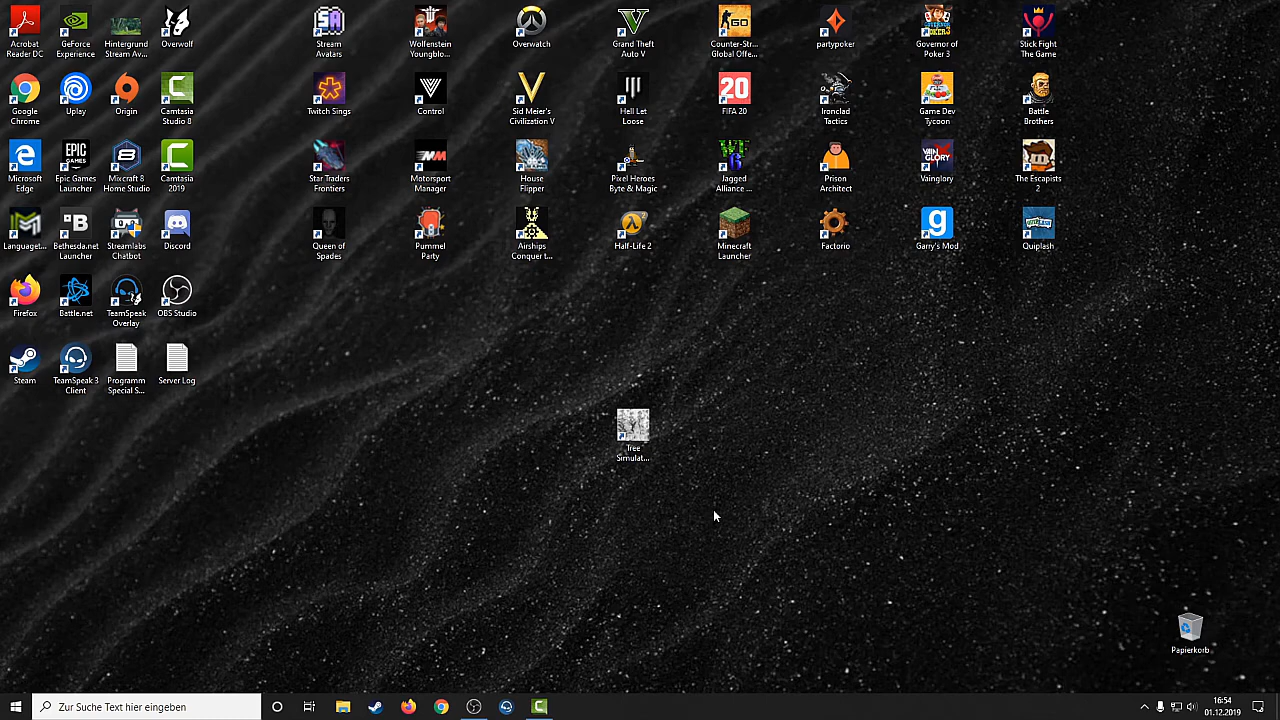 Acrobat
Reader DC
GeForce
Experience
Hintergrund
Stream Av...
Overwolf
Stream
Avatars
Wolfenstein
Youngblo...
Overwatch
Grand Theft
Auto V
Counter-Str...
Global Offe...
partypoker
Governor of
Poker 3
Stick Fight
The Game
Google
Chrome
Uplay
Origin
Camtasia
Studio 8
Twitch Sings
Control
Sid Meier's
Civilization V
Hell Let
Loose
FIFA 20
Ironclad
Tactics
Game Dev
Tycoon
Battle
Brothers
Microsoft
Edge
Epic Games
Launcher
Mixcraft 8
Home Studio
Camtasia
2019
Star Traders
Frontiers
Motorsport
Manager
House
Flipper
Pixel Heroes
Byte & Magic
Jagged
Alliance ...
Prison
Architect
Vainglory
The Escapists
2
Languaget...
Bethesda.net
Launcher
Streamlabs
Chatbot
Discord
Queen of
Spades
Pummel
Party
Airships
Conquer t...
Half-Life 2
Minecraft
Launcher
Factorio
Garry's Mod
Quiplash
Firefox
Battle.net
TeamSpeak
Overlay
OBS Studio
Steam
TeamSpeak 3
Client
Programm
Special S...
Server Log
Tree
Simulat...
Papierkorb
Zur Suche Text hier eingeben
16:54
01.12.2019